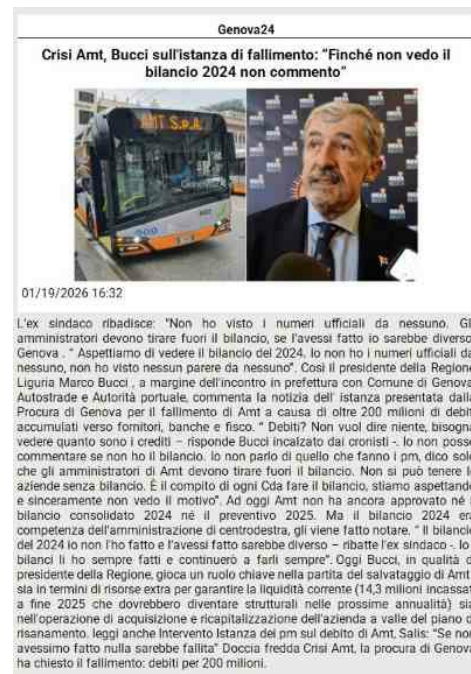 Genova24
Crisi Amt, Bucci sull'istanza di fallimento: "Finché non vedo il
bilancio 2024 non commento"
AMT S.p.A.
01/19/2026 16:32
L'ex sindaco ribadisce: "Non ho visto i numeri ufficiali da nessuno. Gli
amministratori devono tirare fuori il bilancio, se l'avessi fatto io sarebbe diverso"
Genova . " Aspettiamo di vedere il bilancio del 2024. Io non ho i numeri ufficiali da
nessuno, non ho visto nessun parere da nessuno". Così il presidente della Regione
Liguria Marco Bucci , a margine dell'incontro in prefettura con Comune di Genova,
Autostrade e Autorità portuale, commenta la notizia dell' istanza presentata dalla
Procura di Genova per il fallimento di Amt a causa di oltre 200 milioni di debiti
accumulati verso fornitori, banche e fisco. " Debiti? Non vuol dire niente, bisogna
vedere quanto sono i crediti – risponde Bucci incalzato dai cronisti -. Io non posso
commentare se non ho il bilancio. Io non parlo di quello che fanno i pm, dico solo
che gli amministratori di Amt devono tirare fuori il bilancio. Non si può tenere le
aziende senza bilancio. È il compito di ogni Cda fare il bilancio, stiamo aspettando
e sinceramente non vedo il motivo". Ad oggi Amt non ha ancora approvato né il
bilancio consolidato 2024 né il preventivo 2025. Ma il bilancio 2024 era
competenza dell'amministrazione di centrodestra, gli viene fatto notare. " Il bilancio
del 2024 io non l'ho fatto e l'avessi fatto sarebbe diverso – ribatte l'ex sindaco -. Io i
bilanci li ho sempre fatti e continuerò a farli sempre". Oggi Bucci, in qualità di
presidente della Regione, gioca un ruolo chiave nella partita del salvataggio di Amt,
sia in termini di risorse extra per garantire la liquidità corrente (14,3 milioni incassati
a fine 2025 che dovrebbero diventare strutturali nelle prossime annualità) sia
nell'operazione di acquisizione e ricapitalizzazione dell'azienda a valle del piano di
risanamento. leggi anche Intervento Istanza dei pm sul debito di Amt, Salis: "Se non
avessimo fatto nulla sarebbe fallita" Doccia fredda Crisi Amt, la procura di Genova
ha chiesto il fallimento: debiti per 200 milioni.